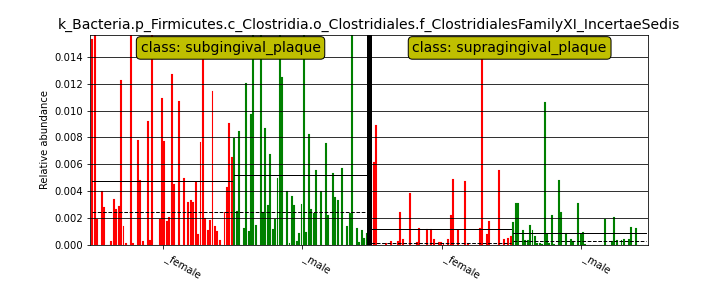 k_Bacteria.p_Firmicutes.c_Clostridia.o_Clostridiales.f_ClostridialesFamilyXI_IncertaeSedis
class: subgingival_plaque
class: supragingival_plaque
0.014
0.012
0.010
0.008
0.006
0.004
0.002
0.000
Relative abundance
_female
_male
_female
_male